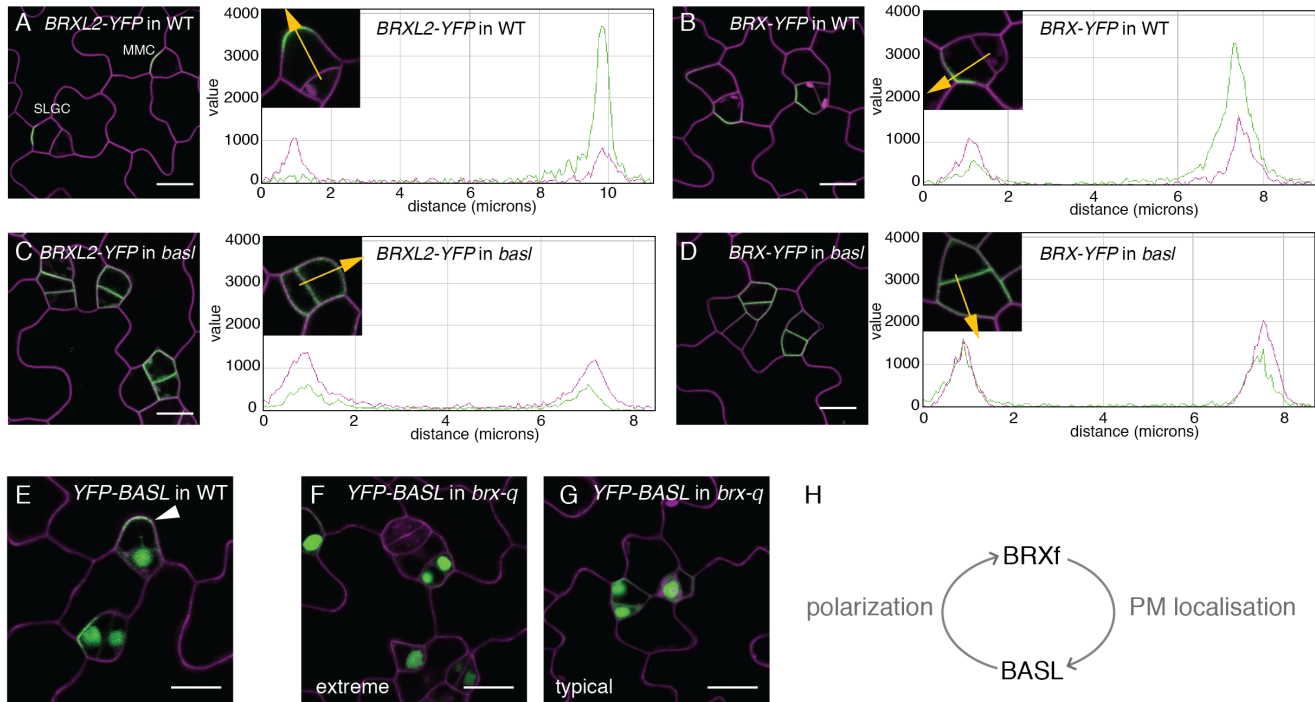 A BRXL2-YFP in WT
MMC
SLGC
BRXL2-YFP in WT
value
4000
3000
2000
1000
0
0 2 4 6 8 10
distance (microns)
B BRX-YFP in WT
BRX-YFP in WT
value
4000
3000
2000
1000
0
0 2 4 6 8
distance (microns)
C BRXL2-YFP in basl
BRXL2-YFP in basl
value
4000
3000
2000
1000
0
0 2 4 6 8
distance (microns)
D BRX-YFP in basl
BRX-YFP in basl
value
4000
3000
2000
1000
0
0 2 4 6 8
distance (microns)
E YFP-BASL in WT
F YFP-BASL in brx-q
extreme
G YFP-BASL in brx-q
typical
H
BRXf
polarization
PM localisation
BASL